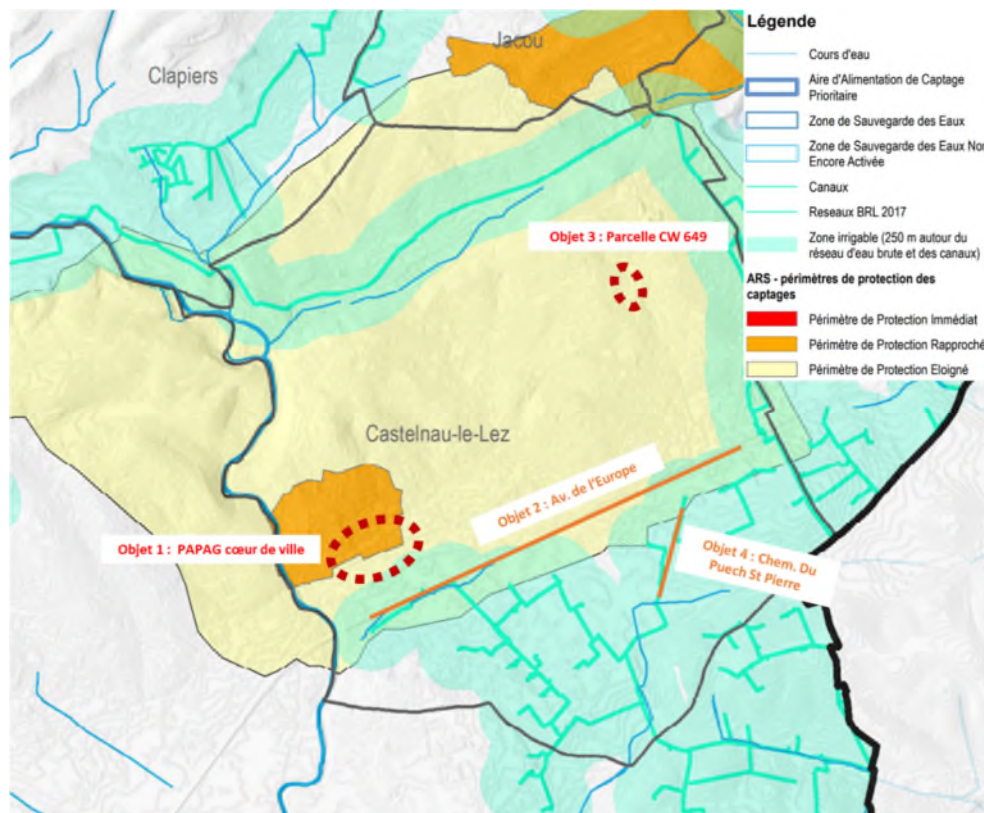 Légende
Cours d'eau
Aire d'Alimentation de Captage
Prioritaire
Zone de Sauvegarde des Eaux
Zone de Sauvegarde des Eaux Non
Encore Activée
Canaux
Reseaux BRL 2017
Zone irrigable (250 m autour du
réseau d'eau brute et des canaux)
ARS - périmètres de protection des
captages
Périmètre de Protection Immédiat
Périmètre de Protection Rapproché
Périmètre de Protection Eloigné
Jacou
Clapiers
Objet 3 : Parcelle CW 649
Castelnau-le-Lez
Objet 2 : Av. de l'Europe
Objet 1 : PAPAG cœur de ville
Objet 4 : Chem. Du
Puech St Pierre